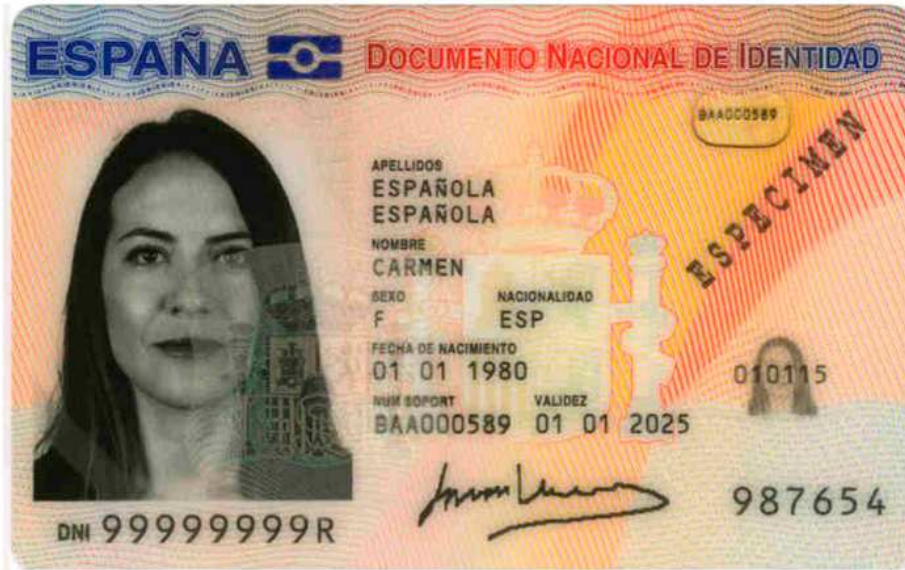 ESPAÑA DOCUMENTO NACIONAL DE IDENTIDAD
BAA000589
ESPECIMEN
APELLIDOS
ESPAÑOLA
ESPAÑOLA
NOMBRE
CARMEN
SEXO NACIONALIDAD
F ESP
FECHA DE NACIMIENTO
01 01 1980
010115
NUM SOPORT VALIDEZ
BAA000589 01 01 2025
987654
DNI 99999999R